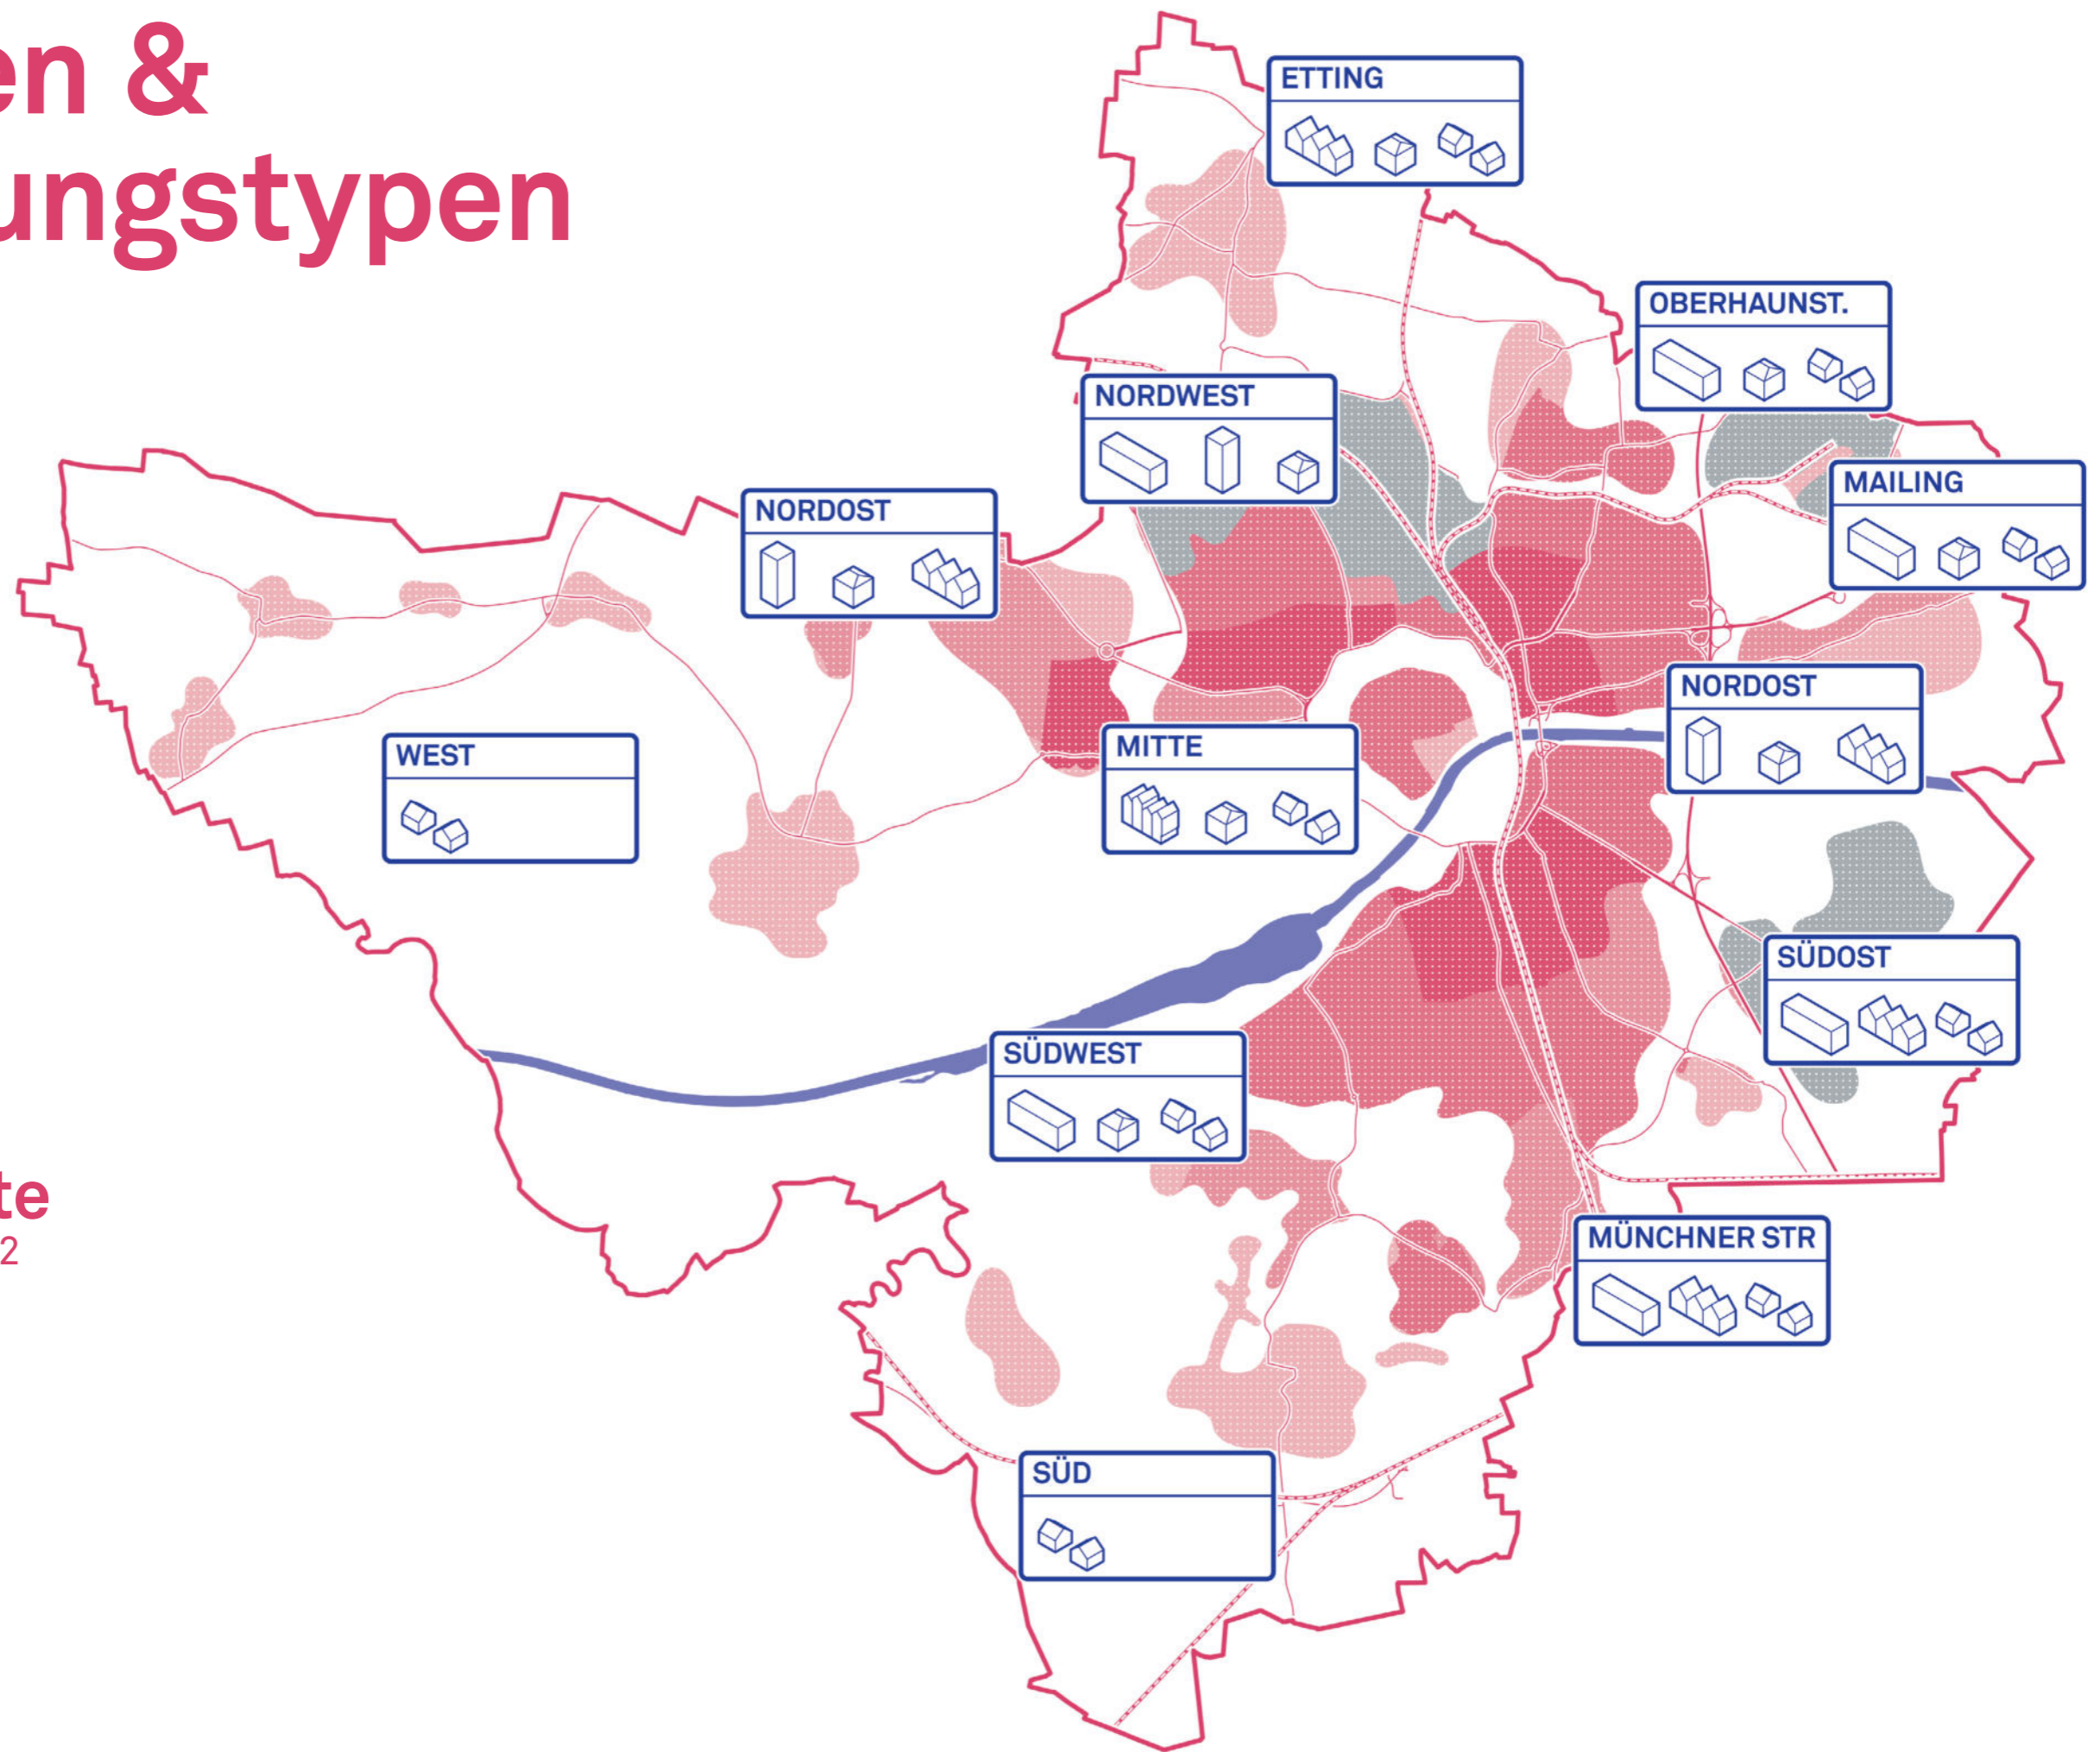 en &
ungstypen
ETTING
OBERHAUNST.
NORDWEST
MAILING
NORDOST
NORDOST
WEST
MITTE
SÜDOST
SÜDWEST
te
2
MÜNCHNER STR
SÜD